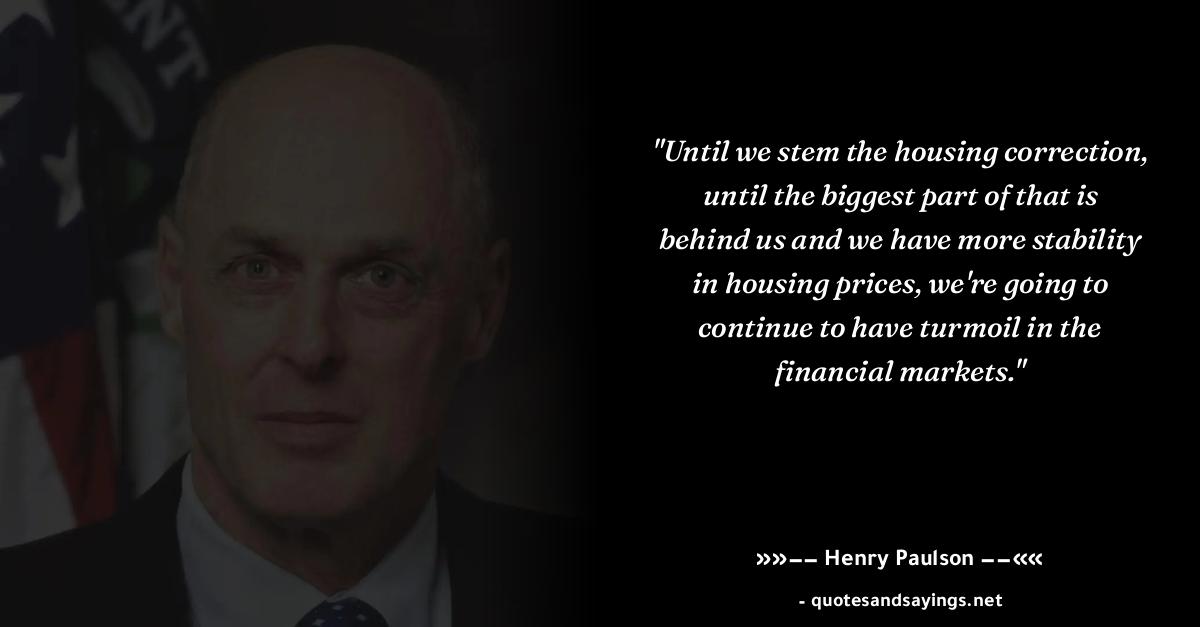 "Until we stem the housing correction,
until the biggest part of that is
behind us and we have more stability
in housing prices, we're going to
continue to have turmoil in the
financial markets."
»»−− Henry Paulson −−««
- quotesandsayings.net